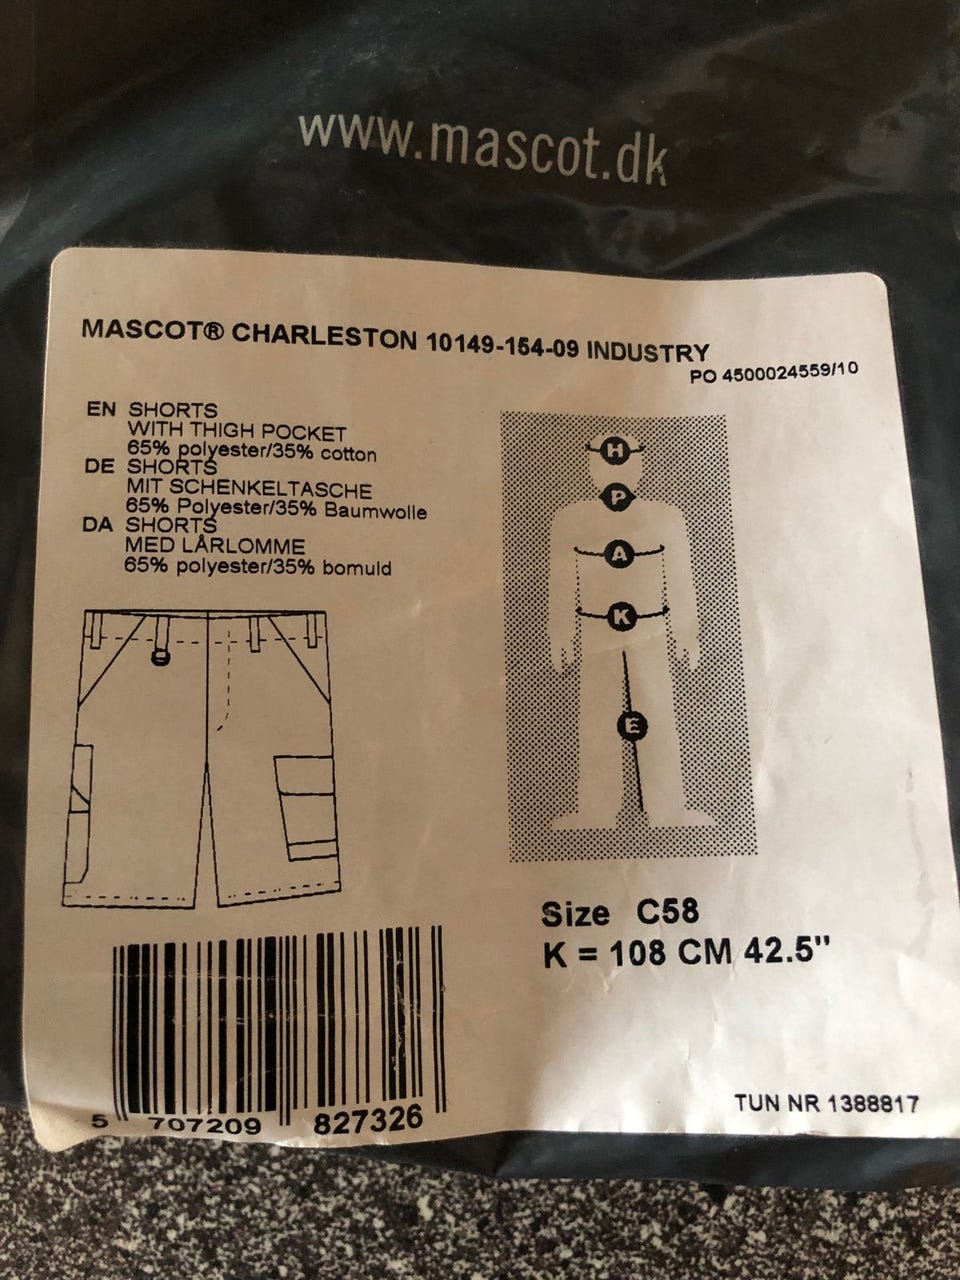 www.mascot.dk
MASCOT® CHARLESTON 10149-154-09 INDUSTRY
PO 4500024559/10
EN SHORTS
WITH THIGH POCKET
65% polyester/35% cotton
DE SHORTS
MIT SCHENKELTASCHE
65% Polyester/35% Baumwolle
DA SHORTS
MED LÅRLOMME
65% polyester/35% bomuld
H
P
A
K
E
Size C58
K = 108 CM 42.5"
TUN NR 1388817
5 707209 827326